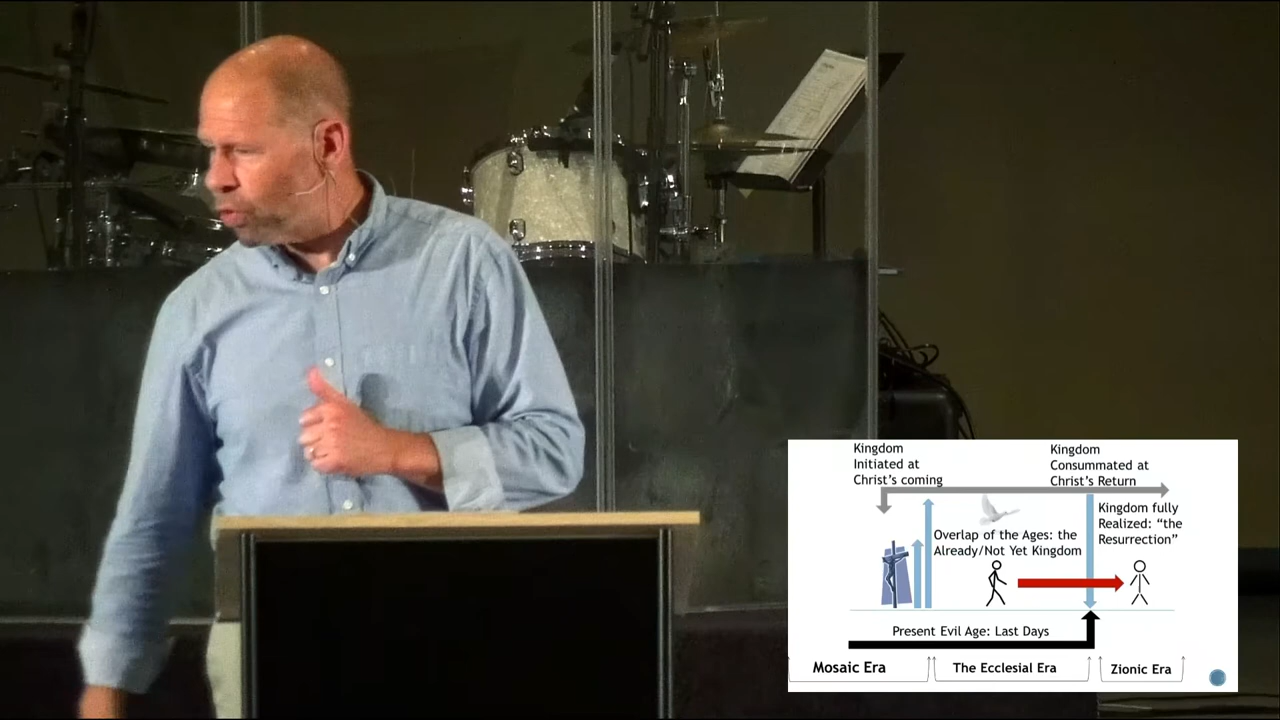 Kingdom
Initiated at
Christ's coming
Kingdom
Consummated at
Christ's Return
Kingdom fully
Realized: “the
Resurrection”
Overlap of the Ages: the
Already/Not Yet Kingdom
Present Evil Age: Last Days
Mosaic Era
The Ecclesial Era
Zionic Era